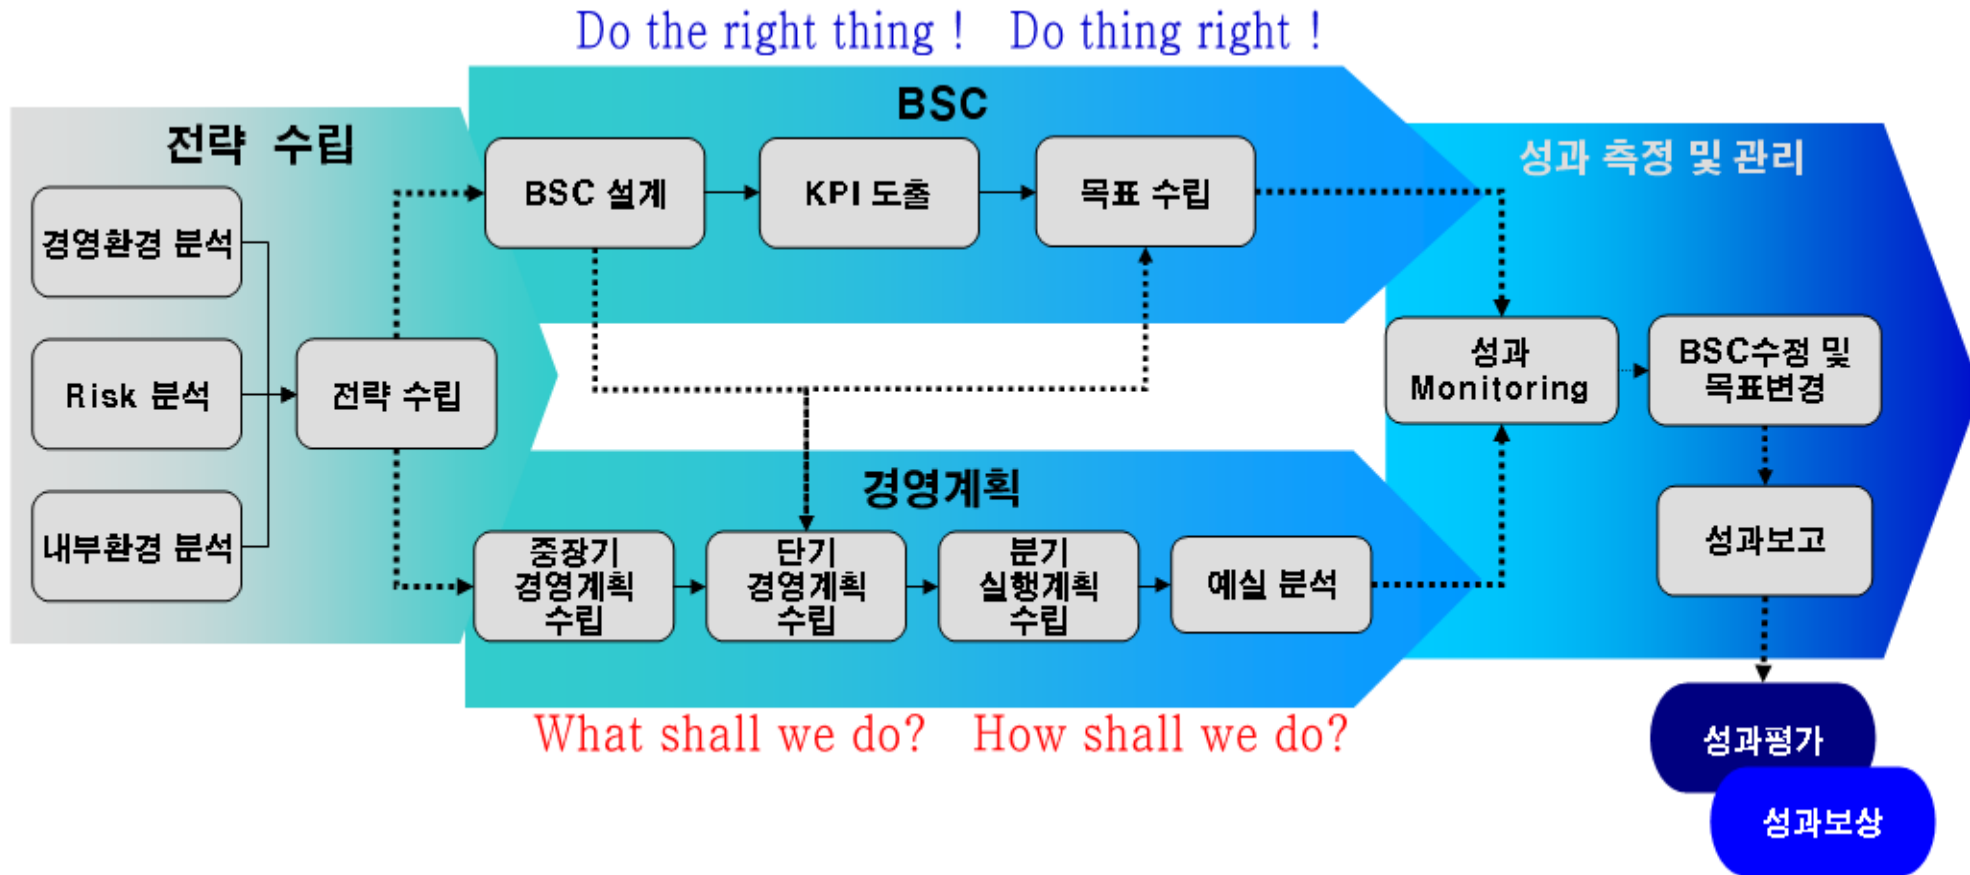 Do the right thing ! Do thing right !
BSC
전략 수립
성과 측정 및 관리
BSC 설계
KPI 도출
목표 수립
경영환경 분석
Risk 분석
전략 수립
내부환경 분석
성과
Monitoring
BSC수정 및
목표변경
경영계획
중장기
경영계획
수립
단기
경영계획
수립
분기
실행계획
수립
예실 분석
성과보고
What shall we do? How shall we do?
성과평가
성과보상